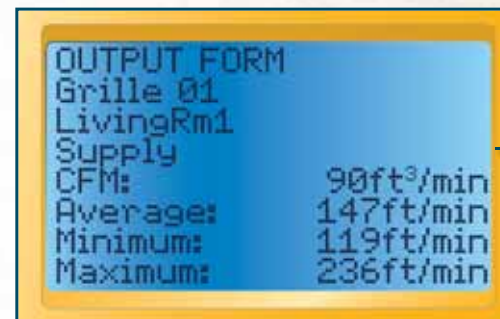 OUTPUT FORM
Grille 01
LivingRm1
Supply
CFM: 90ft³/min
Average: 147ft/min
Minimum: 119ft/min
Maximum: 236ft/min